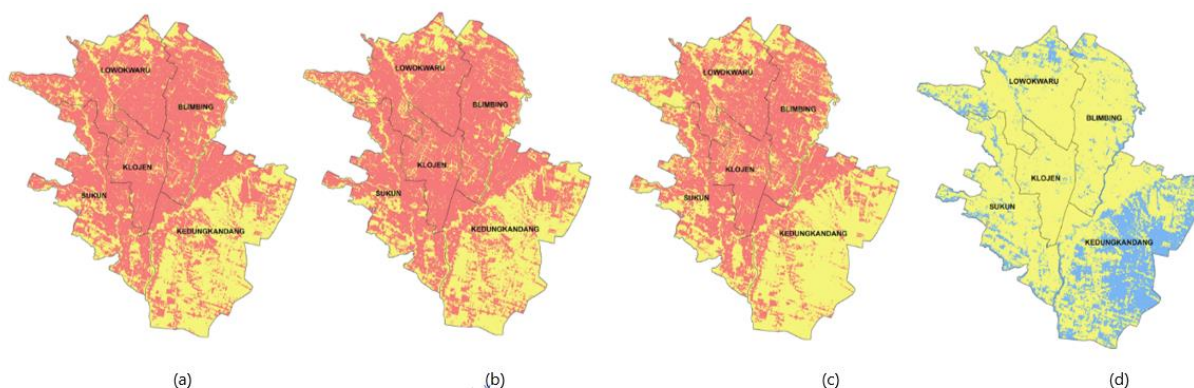 LOWOKWARU
BLIMBING
KLOJEN
SUKUN
KEDUNGKANDANG
(a)
LOWOKWARU
BLIMBING
KLOJEN
SUKUN
KEDUNGKANDANG
(b)
LOWOKWARU
BLIMBING
KLOJEN
SUKUN
KEDUNGKANDANG
(c)
LOWOKWARU
BLIMBING
KLOJEN
SUKUN
KEDUNGKANDANG
(d)